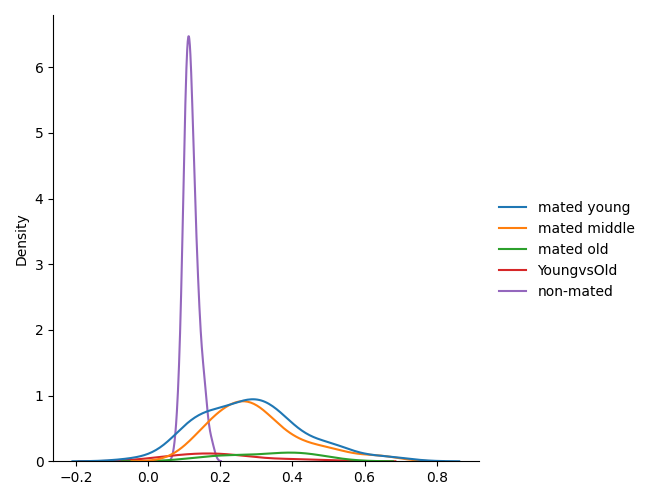 Density
6
5
4
3
2
1
0
−0.2 0.0 0.2 0.4 0.6 0.8
mated young
mated middle
mated old
YoungvsOld
non-mated